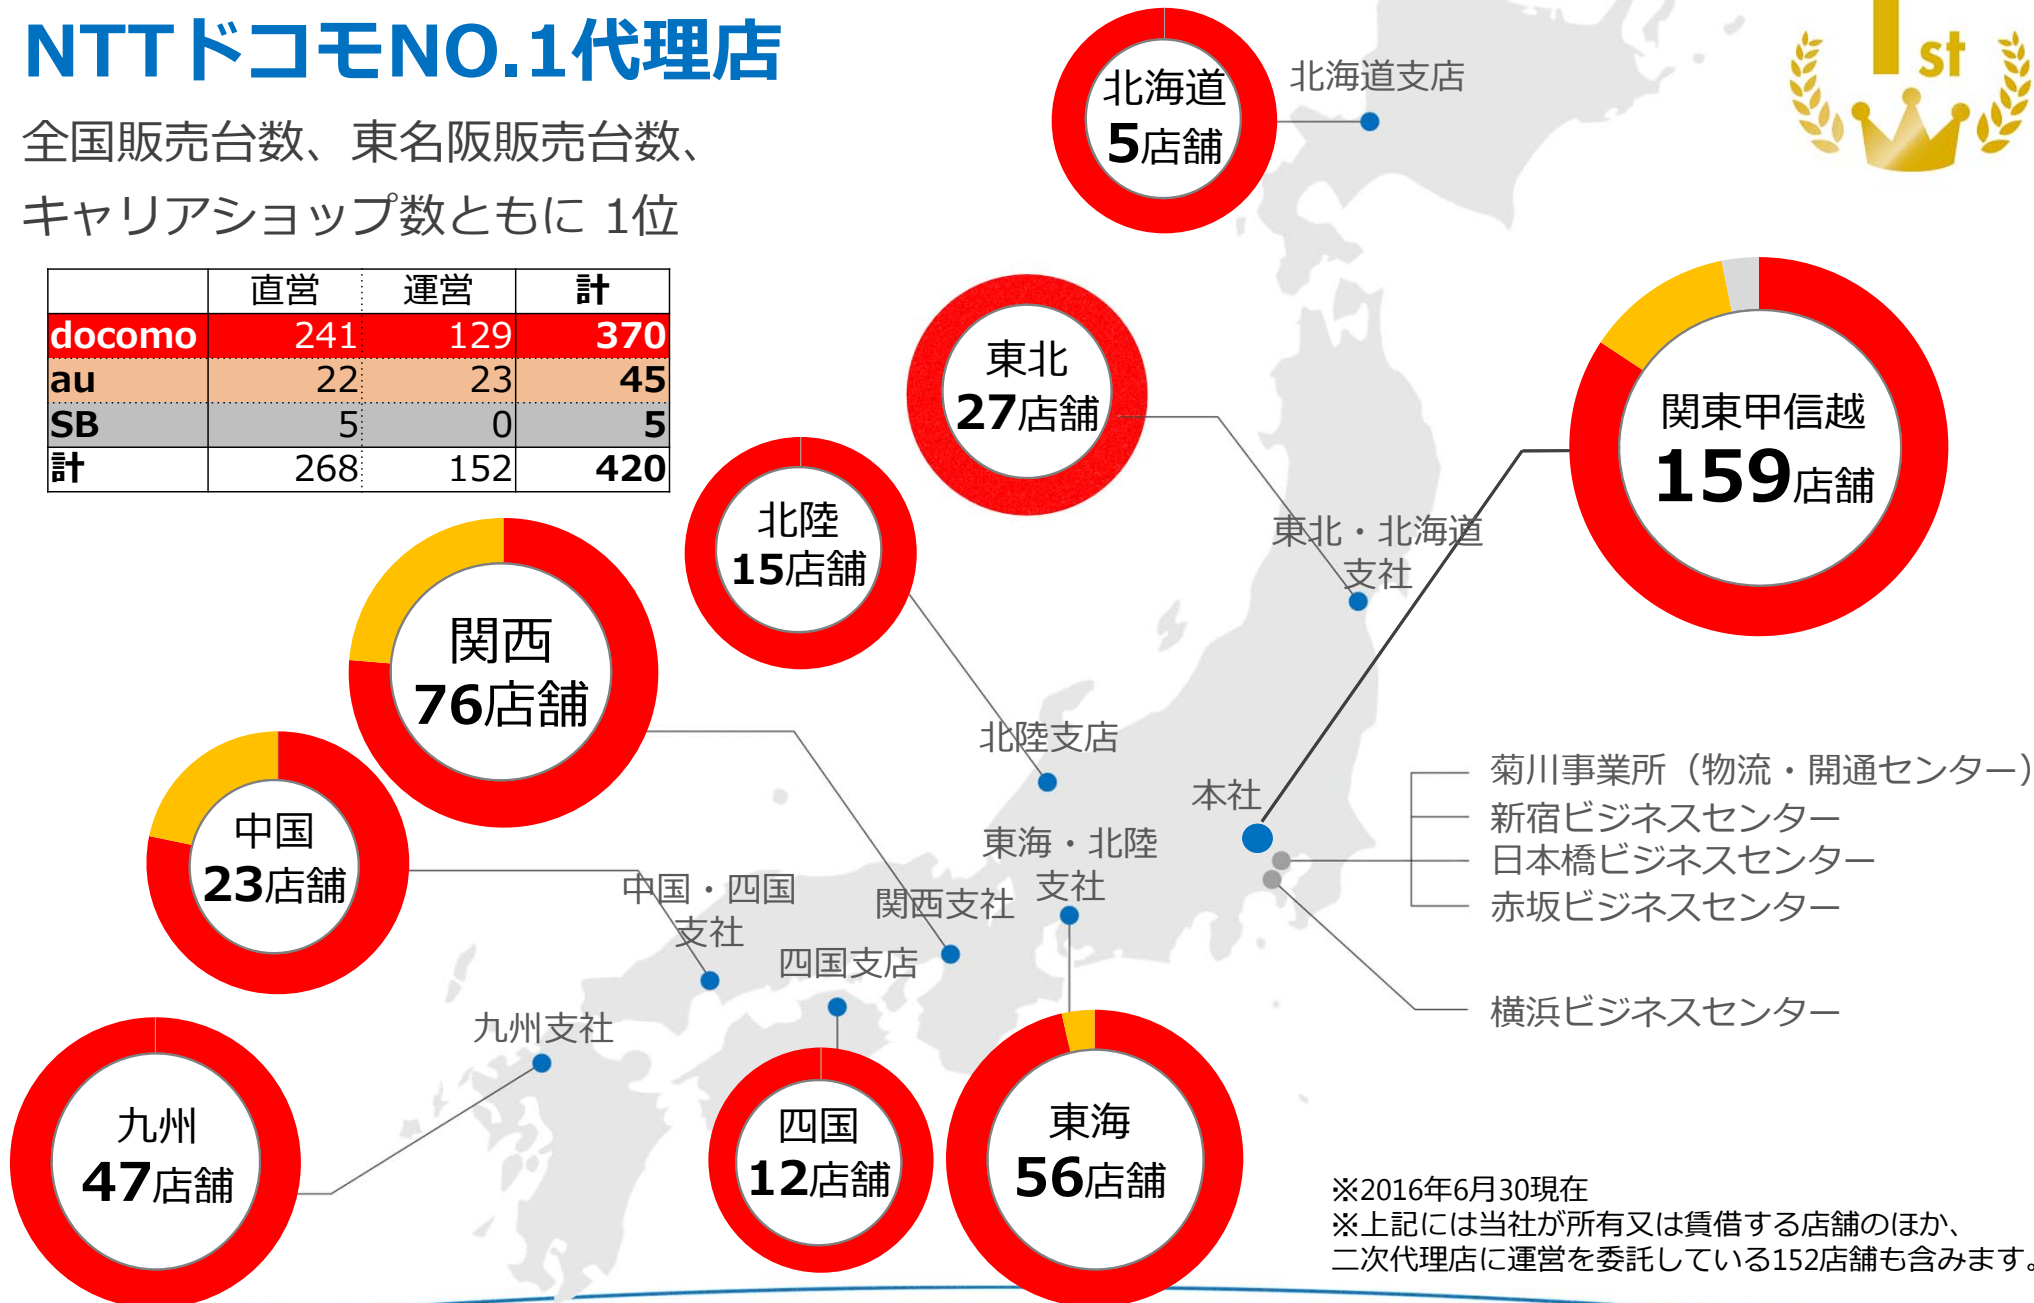 NTTドコモNO.1代理店
全国販売台数、東名阪販売台数、
キャリアショップ数ともに 1位
1st
直営 運営 計
docomo 241 129 370
au 22 23 45
SB 5 0 5
計 268 152 420
北海道
5店舗
北海道支店
東北
27店舗
東北・北海道
支社
関東甲信越
159店舗
北陸
15店舗
北陸支店
関西
76店舗
関西支社
中国
23店舗
中国・四国
支社
本社
東海・北陸
支社
四国支店
九州支社
菊川事業所（物流・開通センター）
新宿ビジネスセンター
日本橋ビジネスセンター
赤坂ビジネスセンター
横浜ビジネスセンター
九州
47店舗
四国
12店舗
東海
56店舗
※2016年6月30現在
※上記には当社が所有又は賃借する店舗のほか、
二次代理店に運営を委託している152店舗も含みます。